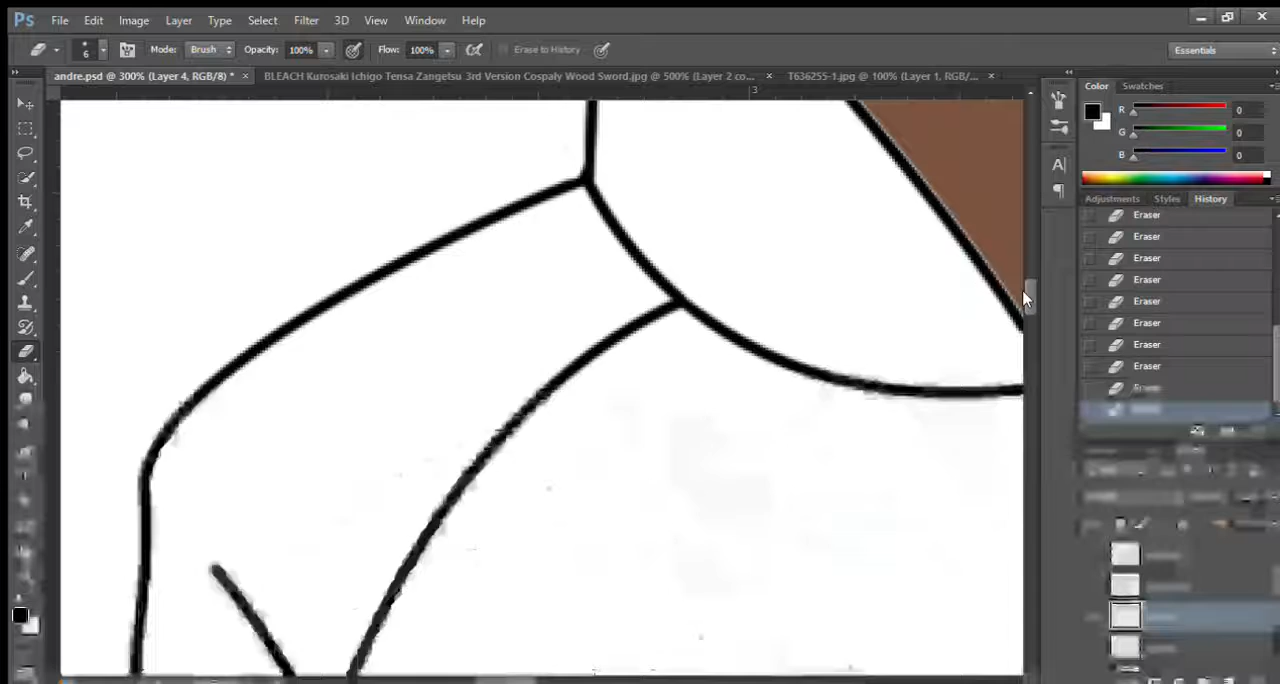 Ps File Edit Image Layer Type Select Filter 3D View Window Help
6 Mode: Brush Opacity: 100% Flow: 100% Erase to History Essentials
andre.psd @ 300% (Layer 4, RGB/8) * × BLEACH Kurosaki Ichigo Tensa Zangetsu 3rd Version Cospaly Wood Sword.jpg @ 500% (Layer 2 co... × T636255-1.jpg @ 100% (Layer 1, RGB/... ×
3
Color Swatches
R 0
G 0
B 0
Adjustments Styles History
Eraser
Eraser
Eraser
Eraser
Eraser
Eraser
Eraser
Eraser